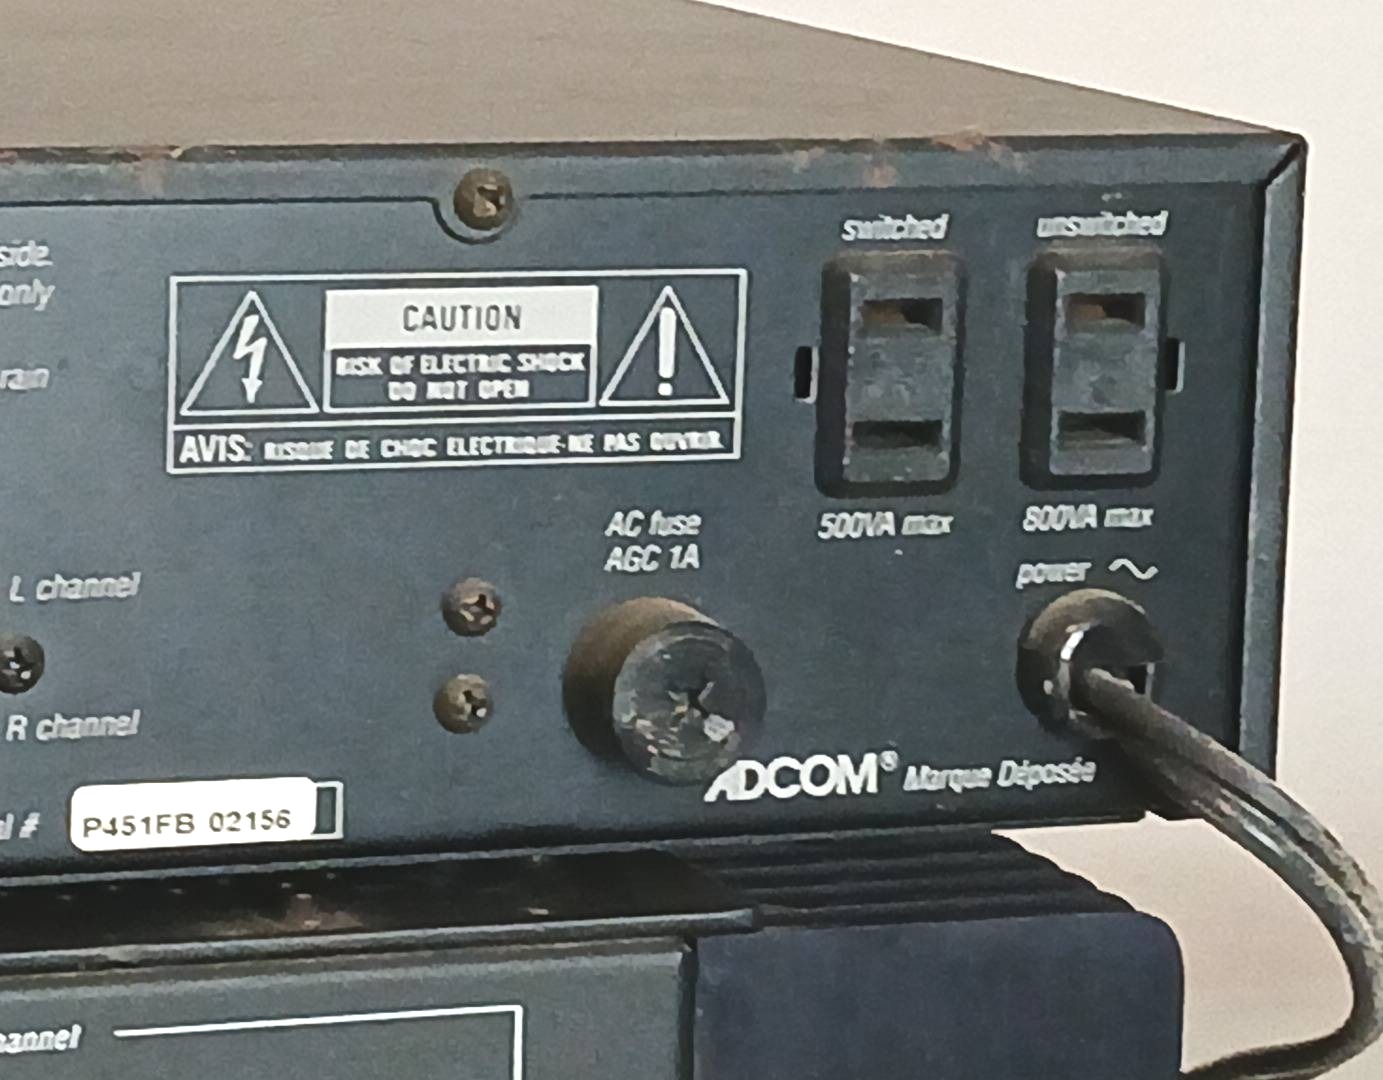 side.
only
rain
switched
unswitched
CAUTION
RISK OF ELECTRIC SHOCK
DO NOT OPEN
AVIS: RISQUE DE CHOC ELECTRIQUE-NE PAS OUVRIR
500VA max
800VA max
AC fuse
AGC 1A
power
L channel
R channel
ADCOM® Marque Déposée
al #
P451FB 02156
hannel